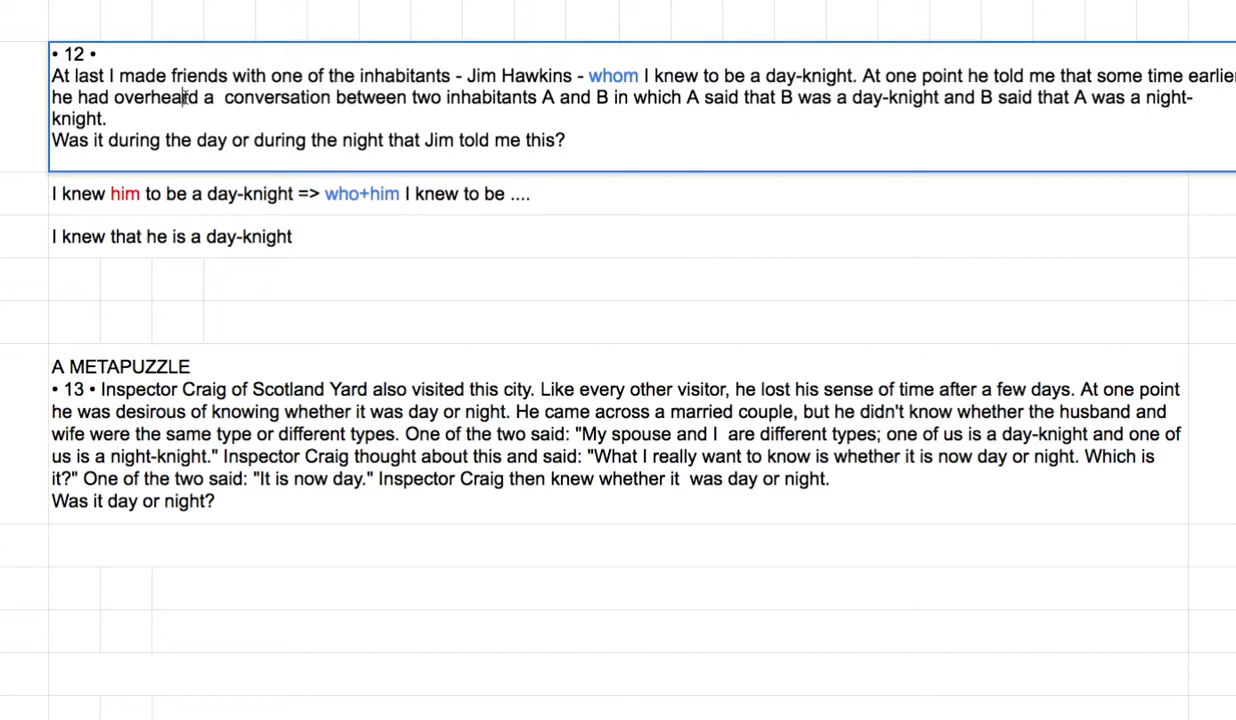 • 12 •
At last I made friends with one of the inhabitants - Jim Hawkins - whom I knew to be a day-knight. At one point he told me that some time earlier
he had overheard a  conversation between two inhabitants A and B in which A said that B was a day-knight and B said that A was a night-
knight.
Was it during the day or during the night that Jim told me this?
I knew him to be a day-knight => who+him I knew to be ....
I knew that he is a day-knight
A METAPUZZLE
• 13 • Inspector Craig of Scotland Yard also visited this city. Like every other visitor, he lost his sense of time after a few days. At one point
he was desirous of knowing whether it was day or night. He came across a married couple, but he didn't know whether the husband and
wife were the same type or different types. One of the two said: "My spouse and I  are different types; one of us is a day-knight and one of
us is a night-knight." Inspector Craig thought about this and said: "What I really want to know is whether it is now day or night. Which is
it?" One of the two said: "It is now day." Inspector Craig then knew whether it  was day or night.
Was it day or night?